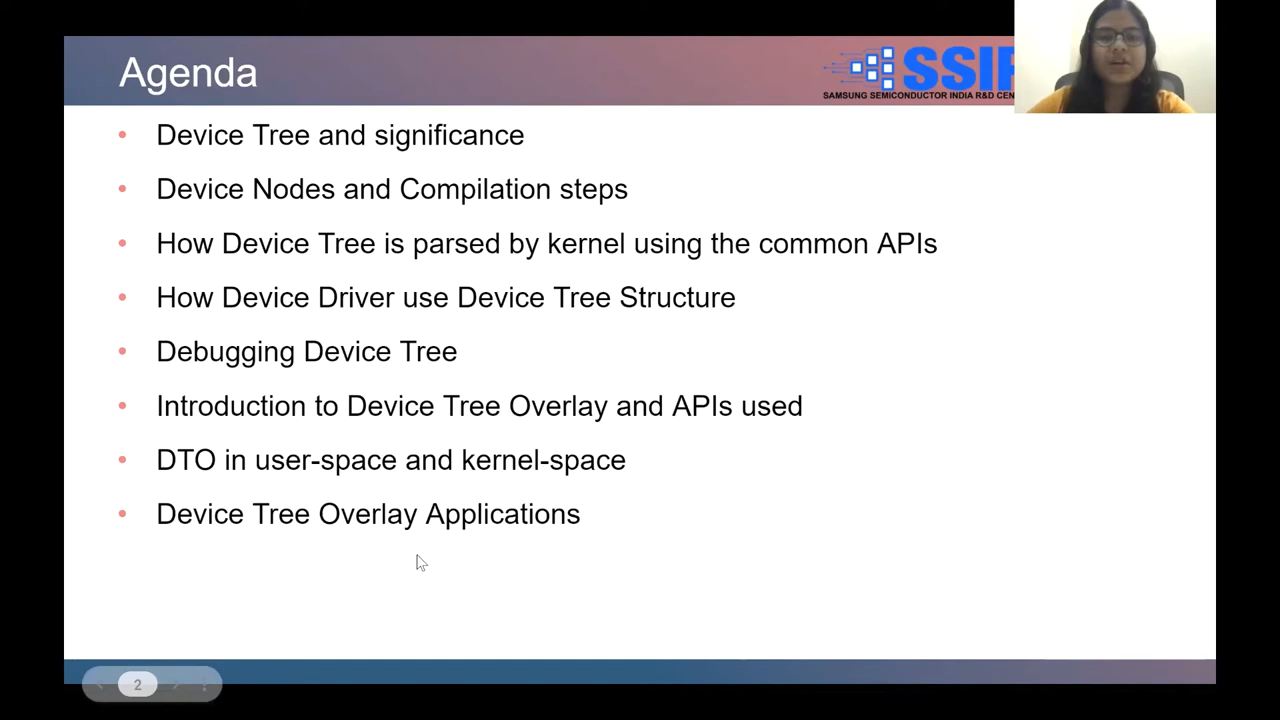 Agenda
SSIR
SAMSUNG SEMICONDUCTOR INDIA R&D CEN
• Device Tree and significance
• Device Nodes and Compilation steps
• How Device Tree is parsed by kernel using the common APIs
• How Device Driver use Device Tree Structure
• Debugging Device Tree
• Introduction to Device Tree Overlay and APIs used
• DTO in user-space and kernel-space
• Device Tree Overlay Applications
2